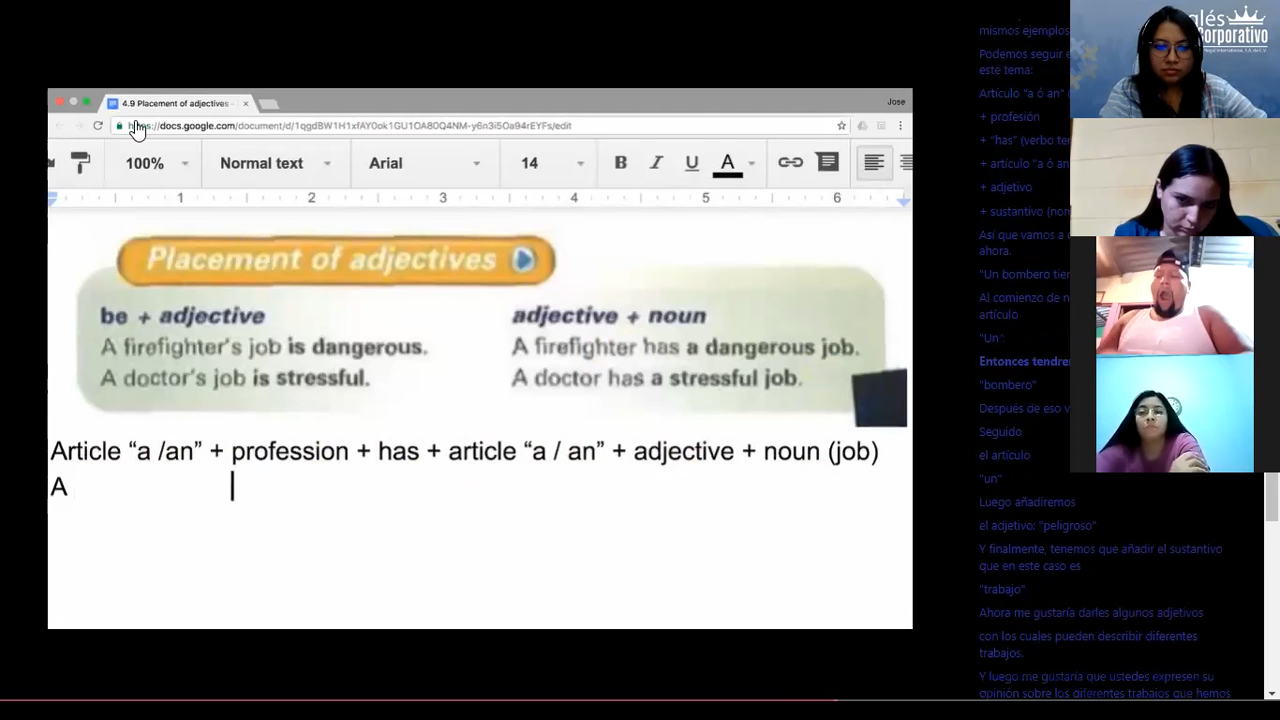 4.9 Placement of adjectives -
Jose
https://docs.google.com/document/d/1qgdBW1H1xfAY0ok1GU1OA80Q4NM-y6n3i5Oa94rEYFs/edit
100% Normal text Arial 14 B I U A
1 2 3 4 5 6
Placement of adjectives
be + adjective
A firefighter's job is dangerous.
A doctor's job is stressful.
adjective + noun
A firefighter has a dangerous job.
A doctor has a stressful job.
Article “a /an” + profession + has + article “a / an” + adjective + noun (job)
A
mismos ejemplos
Podemos seguir
este tema:
Artículo "a ó an"
+ profesión
+ "has" (verbo
+ artículo "a ó
+ adjetivo
+ sustantivo
Así que vamos a
ahora.
"Un bombero
Al comienzo de
artículo
"Un"
Entonces
"bombero"
Después de eso
Seguido
el artículo
"un"
Luego añadiremos
el adjetivo: "peligroso"
Y finalmente, tenemos que añadir el sustantivo
que en este caso es
"trabajo"
Ahora me gustaría darles algunos adjetivos
con los cuales pueden describir diferentes
trabajos.
Y luego me gustaría que ustedes expresen su
opinión sobre los diferentes trabajos que hemos